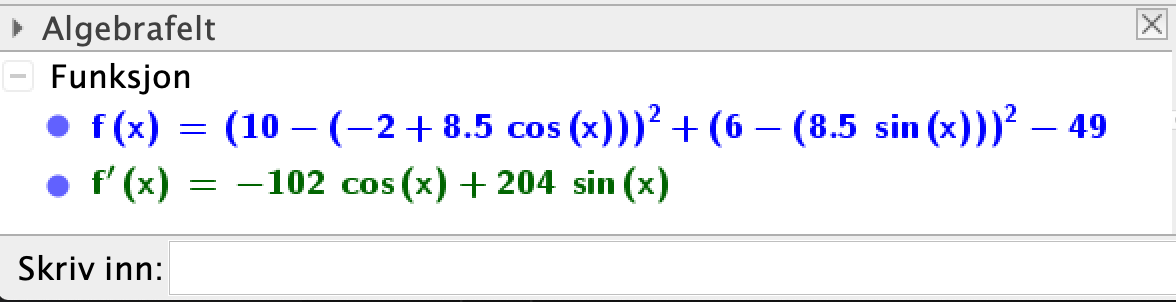 Algebrafelt
Funksjon
f(x) = (10 − (−2 + 8.5 cos(x)))² + (6 − (8.5 sin(x)))² − 49
f′(x) = −102 cos(x) + 204 sin(x)
Skriv inn: